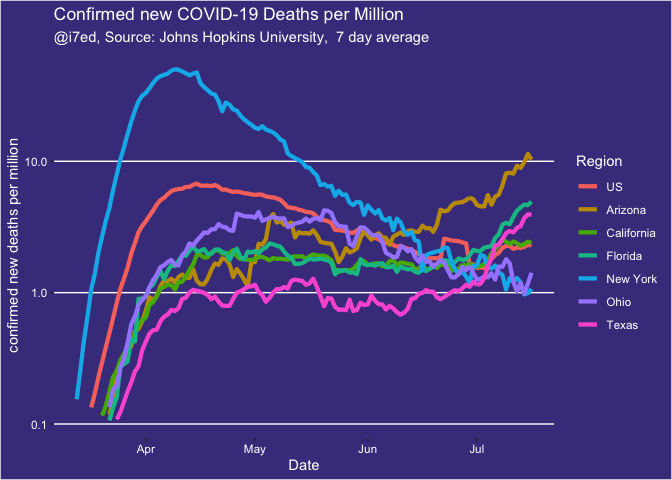 Confirmed new COVID-19 Deaths per Million
@i7ed, Source: Johns Hopkins University,  7 day average
confirmed new deaths per million
10.0
1.0
0.1
Apr
May
Jun
Jul
Date
Region
US
Arizona
California
Florida
New York
Ohio
Texas